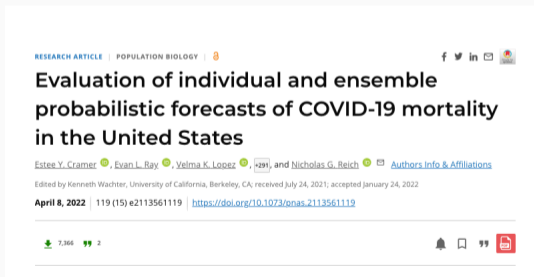 RESEARCH ARTICLE | POPULATION BIOLOGY |
Evaluation of individual and ensemble
probabilistic forecasts of COVID-19 mortality
in the United States
Estee Y. Cramer, Evan L. Ray, Velma K. Lopez, +291, and Nicholas G. Reich Authors Info & Affiliations
Edited by Kenneth Wachter, University of California, Berkeley, CA; received July 24, 2021; accepted January 24, 2022
April 8, 2022 | 119 (15) e2113561119 | https://doi.org/10.1073/pnas.2113561119
7,366 2